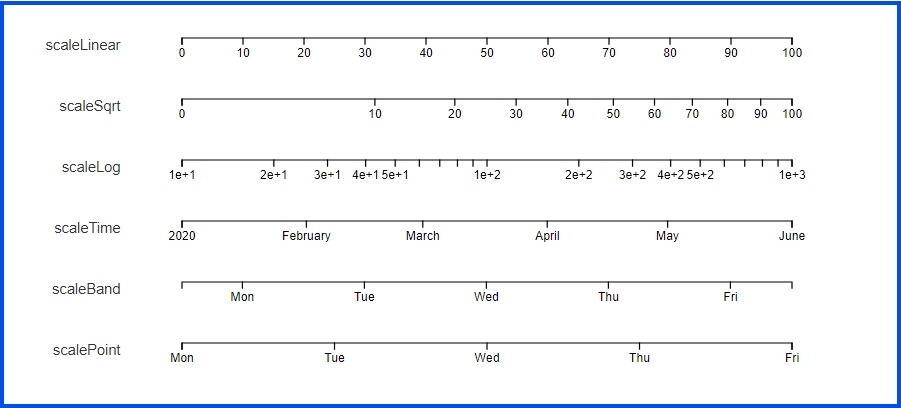 scaleLinear 0 10 20 30 40 50 60 70 80 90 100
scaleSqrt 0 10 20 30 40 50 60 70 80 90 100
scaleLog 1e+1 2e+1 3e+1 4e+1 5e+1 1e+2 2e+2 3e+2 4e+2 5e+2 1e+3
scaleTime 2020 February March April May June
scaleBand Mon Tue Wed Thu Fri
scalePoint Mon Tue Wed Thu Fri